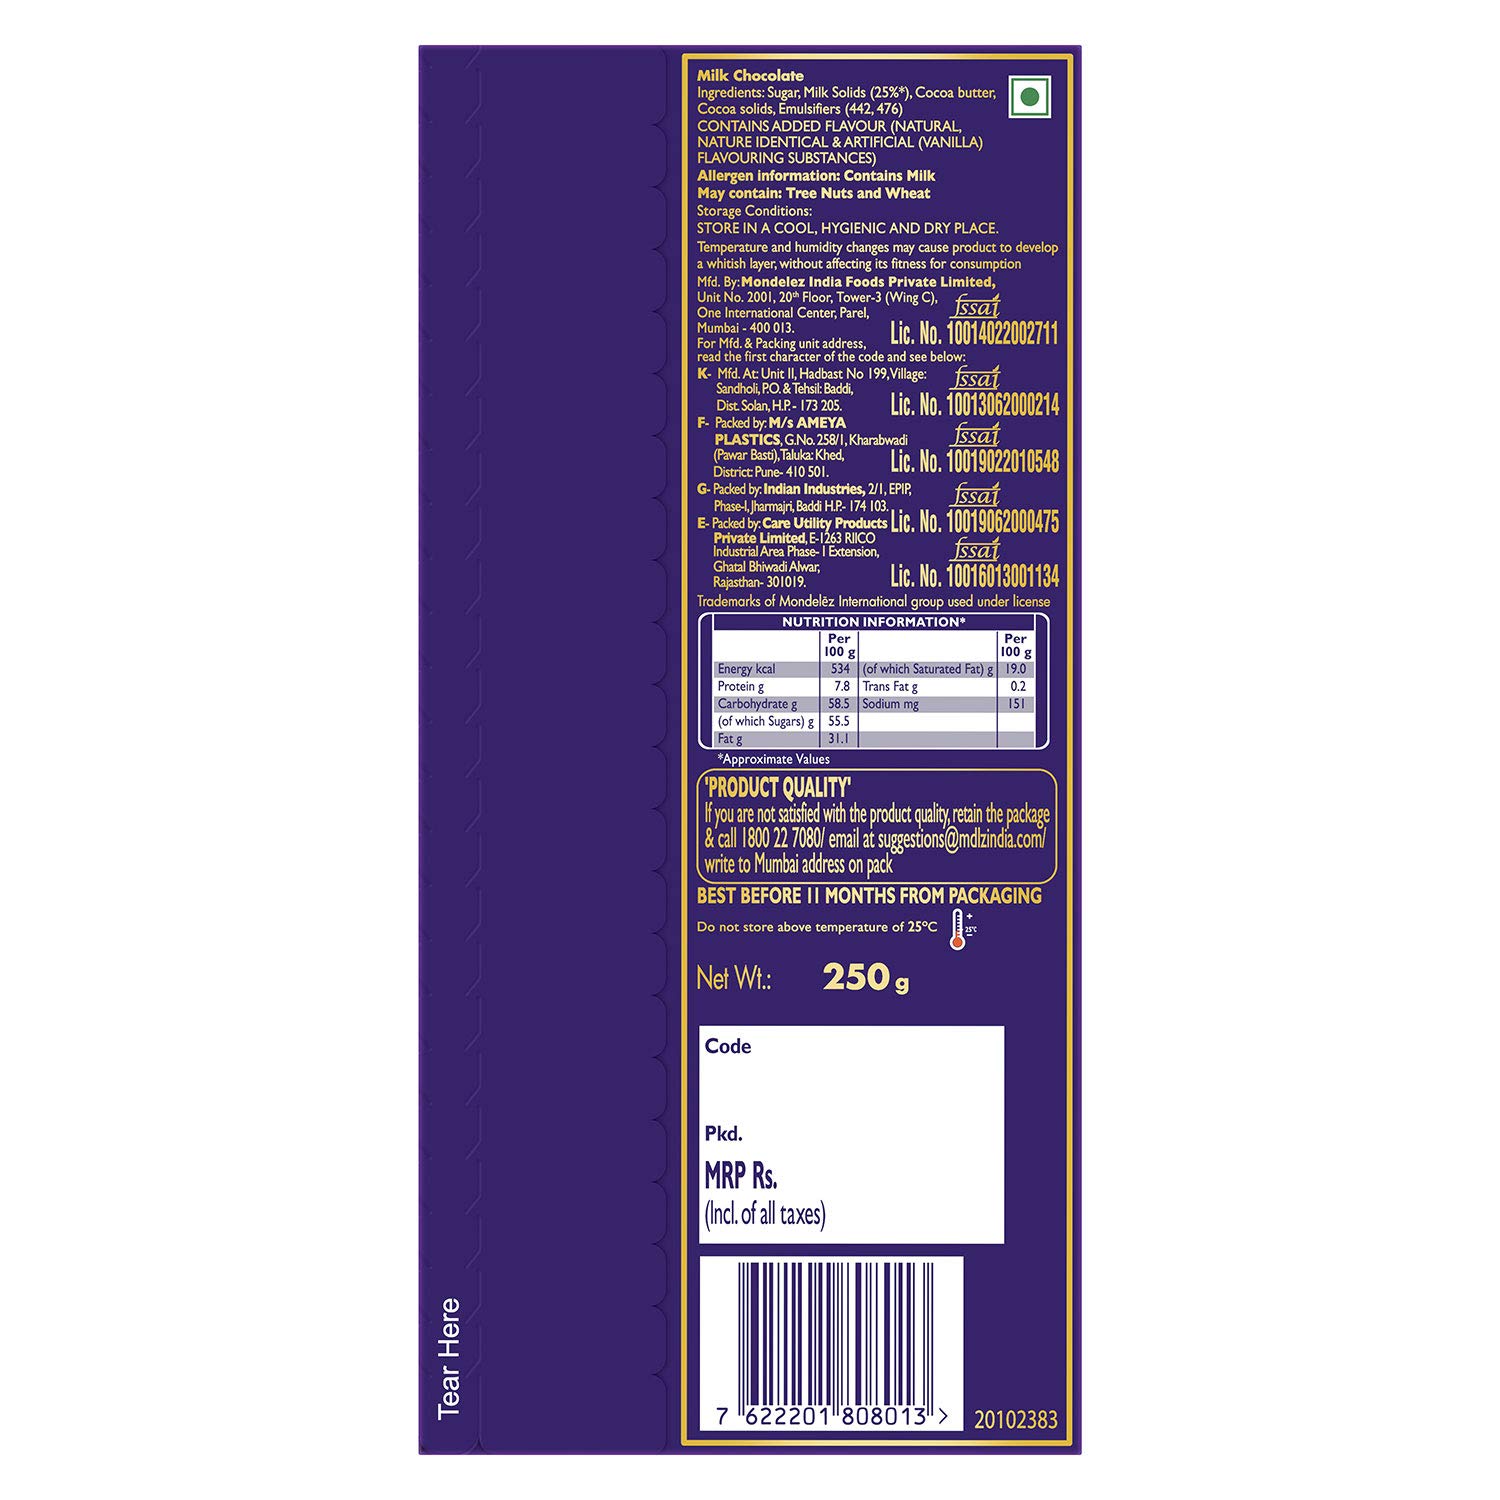 Milk Chocolate
Ingredients: Sugar, Milk Solids (25%*), Cocoa butter,
Cocoa solids, Emulsifiers (442, 476)
CONTAINS ADDED FLAVOUR (NATURAL,
NATURE IDENTICAL & ARTIFICIAL (VANILLA)
FLAVOURING SUBSTANCES)
Allergen information: Contains Milk
May contain: Tree Nuts and Wheat
Storage Conditions:
STORE IN A COOL, HYGIENIC AND DRY PLACE.
Temperature and humidity changes may cause product to develop
a whitish layer, without affecting its fitness for consumption
Mfd. By: Mondelez India Foods Private Limited,
Unit No. 2001, 20th Floor, Tower-3 (Wing C),
One International Center, Parel,
Mumbai - 400 013.
fssai
Lic. No. 10014022002711
For Mfd. & Packing unit address,
read the first character of the code and see below:
K- Mfd. At: Unit II, Hadbast No 199, Village:
Sandholi, P.O. & Tehsil: Baddi,
Dist. Solan, H.P. - 173 205.
fssai
Lic. No. 10013062000214
F- Packed by: M/s AMEYA
PLASTICS, G.No. 258/1, Kharabwadi
(Pawar Basti), Taluka: Khed,
District: Pune- 410 501.
fssai
Lic. No. 10019022010548
G- Packed by: Indian Industries, 2/1, EPIP,
Phase-I, Jharmajri, Baddi H.P.- 174 103.
fssai
Lic. No. 10019062000475
E- Packed by: Care Utility Products
Private Limited, E-1263 RIICO
Industrial Area Phase- I Extension,
Ghatal Bhiwadi Alwar,
Rajasthan- 301019.
fssai
Lic. No. 10016013001134
Trademarks of Mondelēz International group used under license
NUTRITION INFORMATION*
Per 100 g Per 100 g
Energy kcal 534 (of which Saturated Fat) g 19.0
Protein g 7.8 Trans Fat g 0.2
Carbohydrate g 58.5 Sodium mg 151
(of which Sugars) g 55.5
Fat g 31.1
*Approximate Values
'PRODUCT QUALITY'
If you are not satisfied with the product quality, retain the package
& call 1800 22 7080/ email at suggestions@mdlzindia.com/
write to Mumbai address on pack
BEST BEFORE 11 MONTHS FROM PACKAGING
Do not store above temperature of 25°C
+
25°C
–
Net Wt.: 250 g
Code
Pkd.
MRP Rs.
(Incl. of all taxes)
7 622201 808013 >
20102383
Tear Here